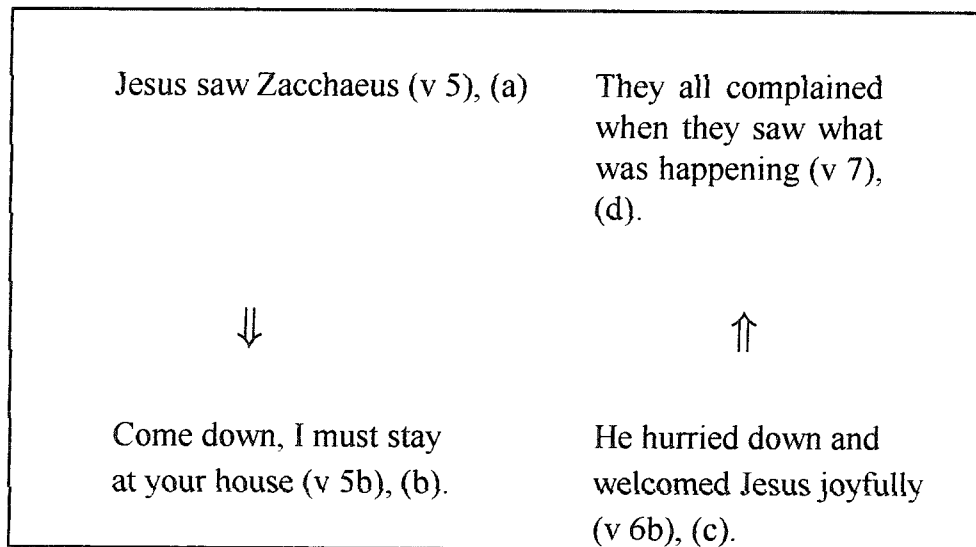 Jesus saw Zacchaeus (v 5), (a)
They all complained
when they saw what
was happening (v 7),
(d).
⇓
⇑
Come down, I must stay
at your house (v 5b), (b).
He hurried down and
welcomed Jesus joyfully
(v 6b), (c).